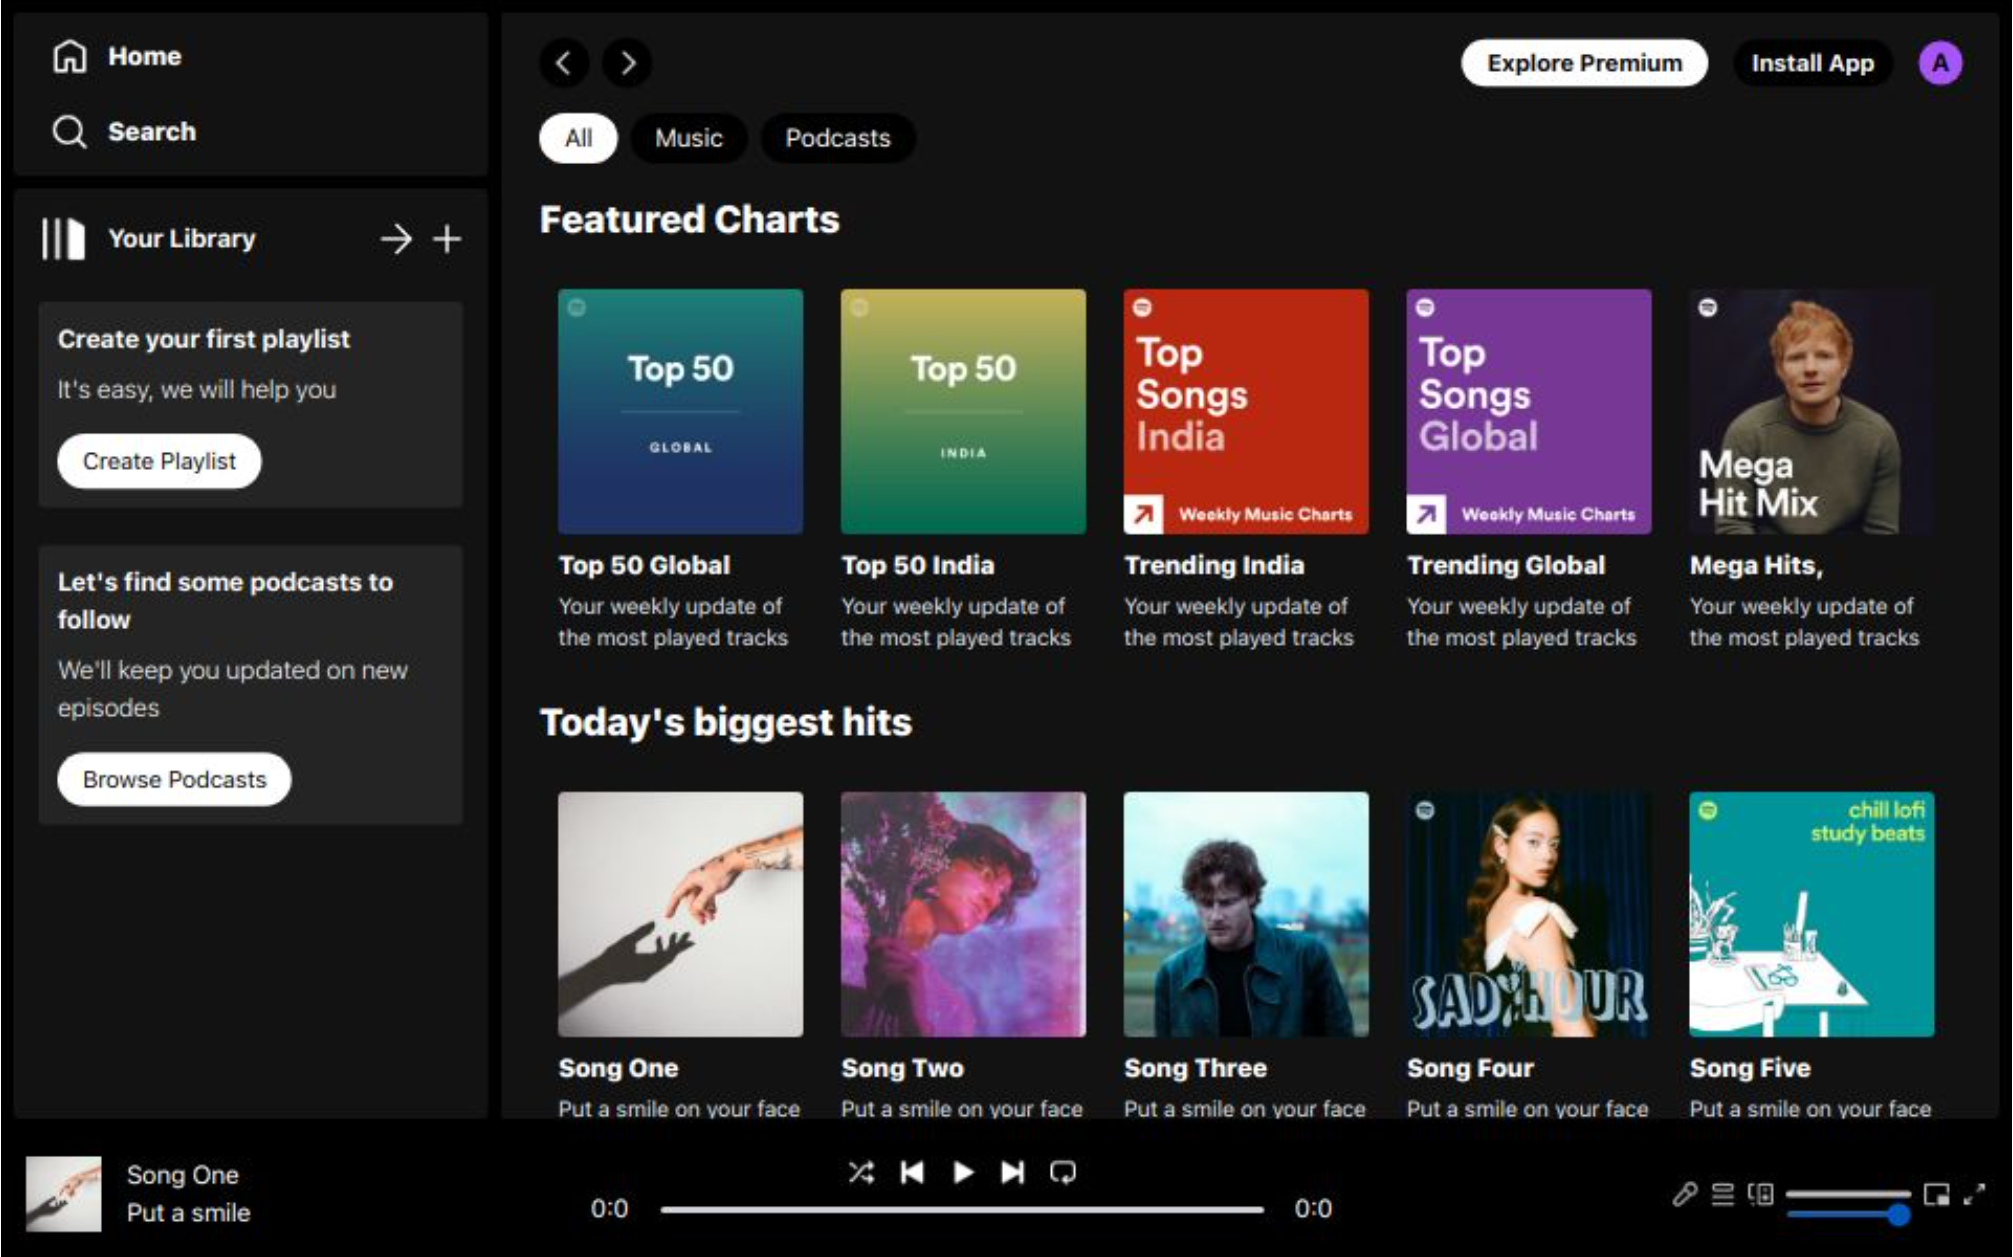 Home
Search
Your Library
Create your first playlist
It's easy, we will help you
Create Playlist
Let's find some podcasts to
follow
We'll keep you updated on new
episodes
Browse Podcasts
Explore Premium
Install App
A
All
Music
Podcasts
Featured Charts
Top 50
GLOBAL
Top 50 Global
Your weekly update of
the most played tracks
Top 50
INDIA
Top 50 India
Your weekly update of
the most played tracks
Top
Songs
India
Weekly Music Charts
Trending India
Your weekly update of
the most played tracks
Top
Songs
Global
Weekly Music Charts
Trending Global
Your weekly update of
the most played tracks
Mega
Hit Mix
Mega Hits,
Your weekly update of
the most played tracks
Today's biggest hits
Song One
Put a smile on your face
Song Two
Put a smile on your face
Song Three
Put a smile on your face
SAD HOUR
Song Four
Put a smile on your face
chill lofi
study beats
Song Five
Put a smile on your face
Song One
Put a smile
0:0
0:0